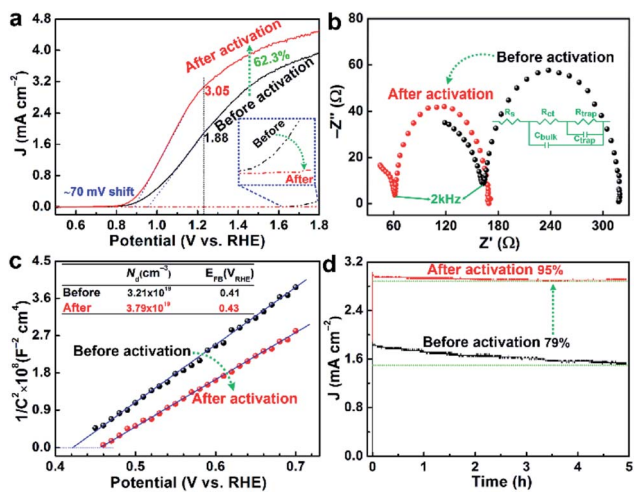 a
4.8
3.6
2.4
1.2
0.0
J (mA cm⁻²)
After activation
62.3%
Before activation
3.05
1.88
~70 mV shift
Before
After
0.6 0.8 1.0 1.2 1.4 1.6 1.8
Potential (V vs. RHE)
b
80
60
40
20
0
–Z" (Ω)
Before activation
After activation
Rs Rct Rtrap
Cbulk Ctrap
2kHz
60 120 180 240 300
Z' (Ω)
c
4.5
3.6
2.7
1.8
0.9
0.0
1/C²×10⁸(F⁻² cm⁴)
Nd(cm⁻³) EFB(VRHE)
Before 3.21x10¹⁹ 0.41
After 3.79x10¹⁹ 0.43
Before activation
After activation
0.4 0.5 0.6 0.7
Potential (V vs. RHE)
d
3.2
2.4
1.6
0.8
J (mA cm⁻²)
After activation 95%
Before activation 79%
0 1 2 3 4 5
Time (h)